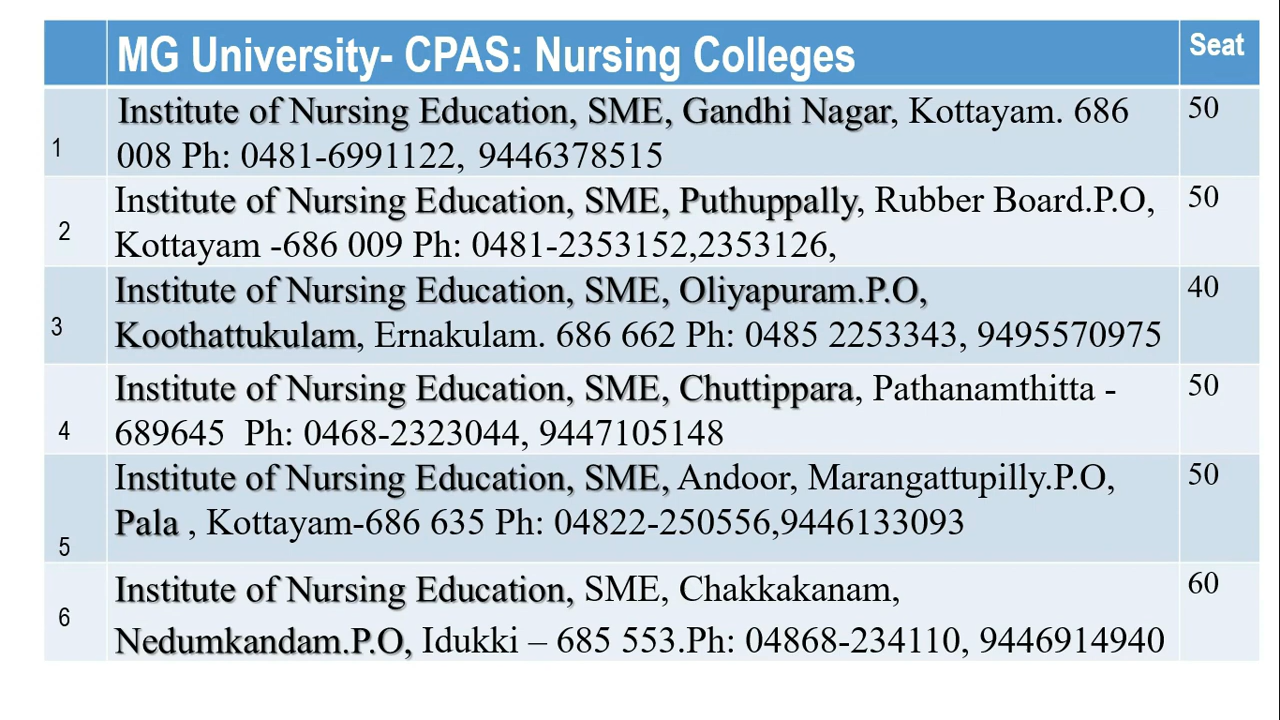 MG University- CPAS: Nursing Colleges Seat
Institute of Nursing Education, SME, Gandhi Nagar, Kottayam. 686 50
1 008 Ph: 0481-6991122, 9446378515
Institute of Nursing Education, SME, Puthuppally, Rubber Board.P.O, 50
2 Kottayam -686 009 Ph: 0481-2353152,2353126,
Institute of Nursing Education, SME, Oliyapuram.P.O, 40
3 Koothattukulam, Ernakulam. 686 662 Ph: 0485 2253343, 9495570975
Institute of Nursing Education, SME, Chuttippara, Pathanamthitta - 50
4 689645 Ph: 0468-2323044, 9447105148
Institute of Nursing Education, SME, Andoor, Marangattupilly.P.O, 50
5 Pala , Kottayam-686 635 Ph: 04822-250556,9446133093
Institute of Nursing Education, SME, Chakkakanam, 60
6 Nedumkandam.P.O, Idukki – 685 553.Ph: 04868-234110, 9446914940